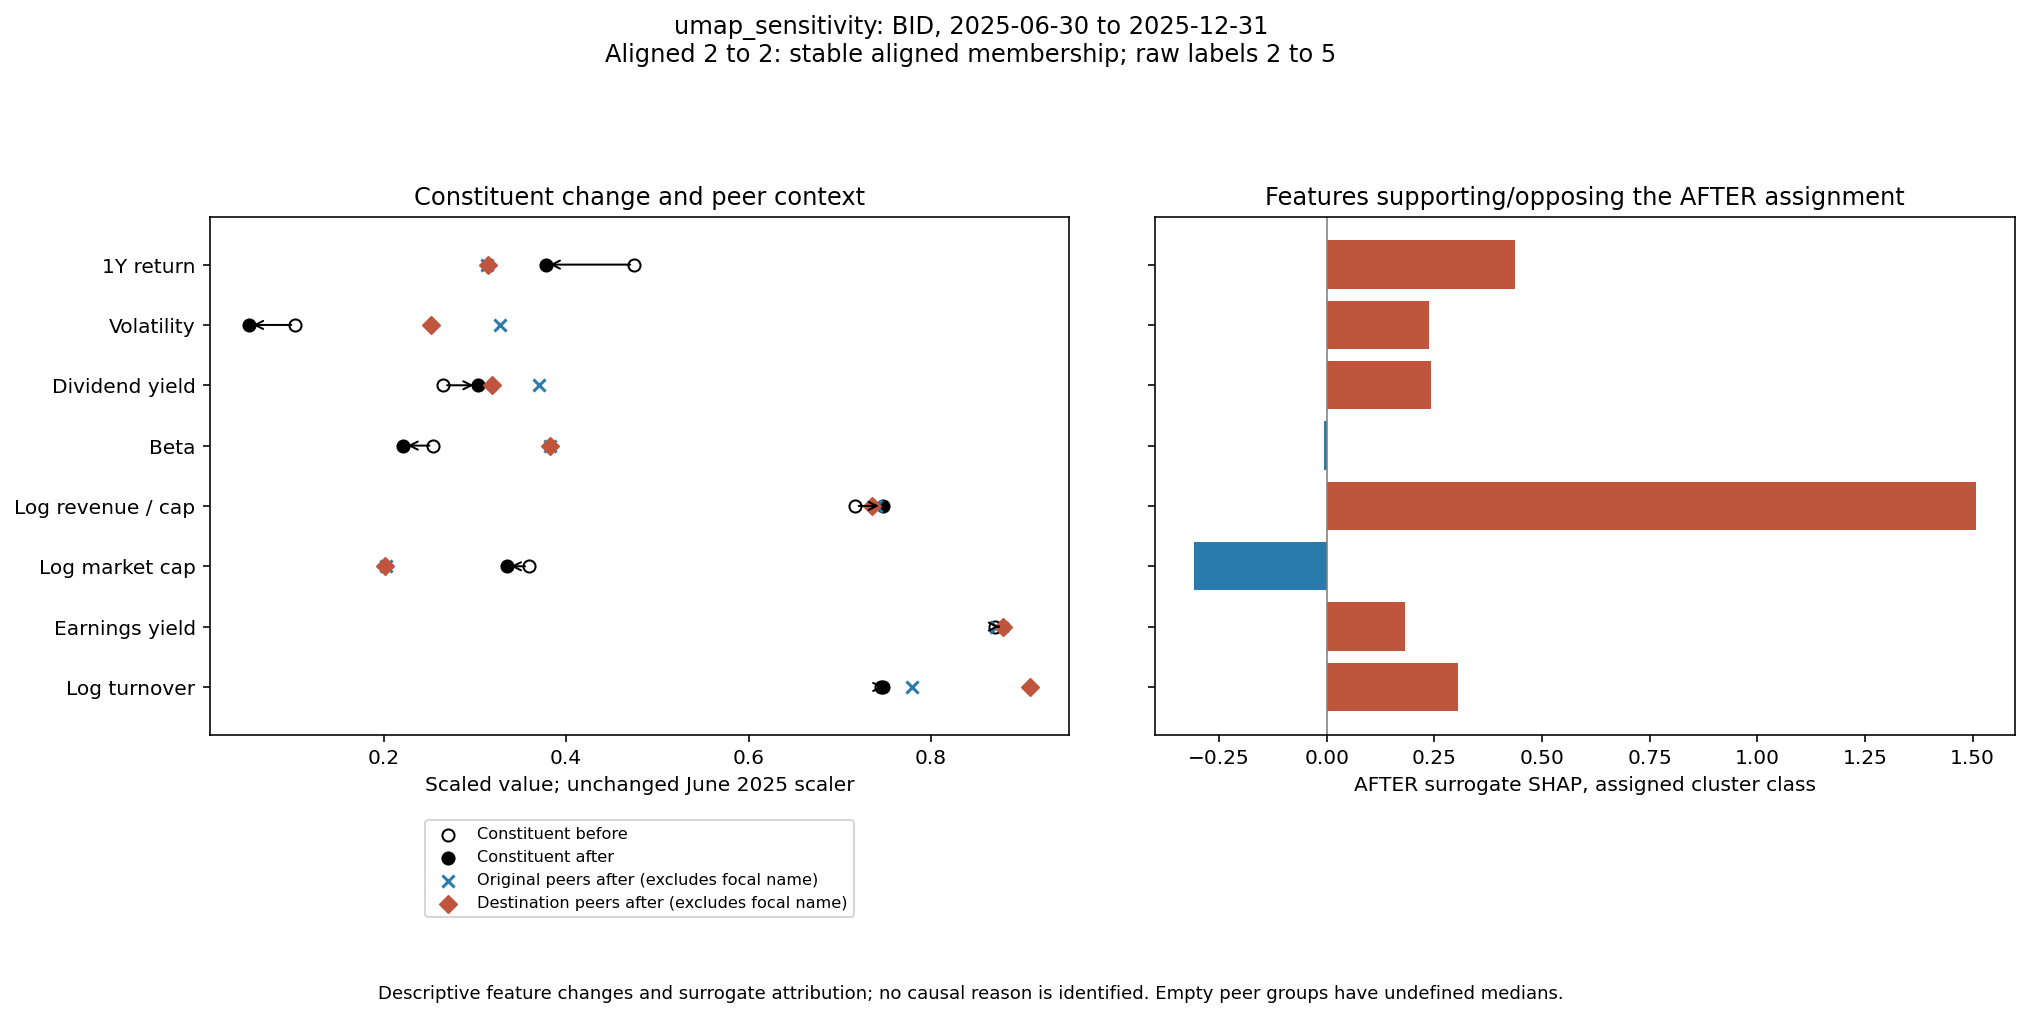 umap_sensitivity: BID, 2025-06-30 to 2025-12-31
Aligned 2 to 2: stable aligned membership; raw labels 2 to 5
Constituent change and peer context
1Y return
Volatility
Dividend yield
Beta
Log revenue / cap
Log market cap
Earnings yield
Log turnover
0.2 0.4 0.6 0.8
Scaled value; unchanged June 2025 scaler
Constituent before
Constituent after
Original peers after (excludes focal name)
Destination peers after (excludes focal name)
Features supporting/opposing the AFTER assignment
−0.25 0.00 0.25 0.50 0.75 1.00 1.25 1.50
AFTER surrogate SHAP, assigned cluster class
Descriptive feature changes and surrogate attribution; no causal reason is identified. Empty peer groups have undefined medians.